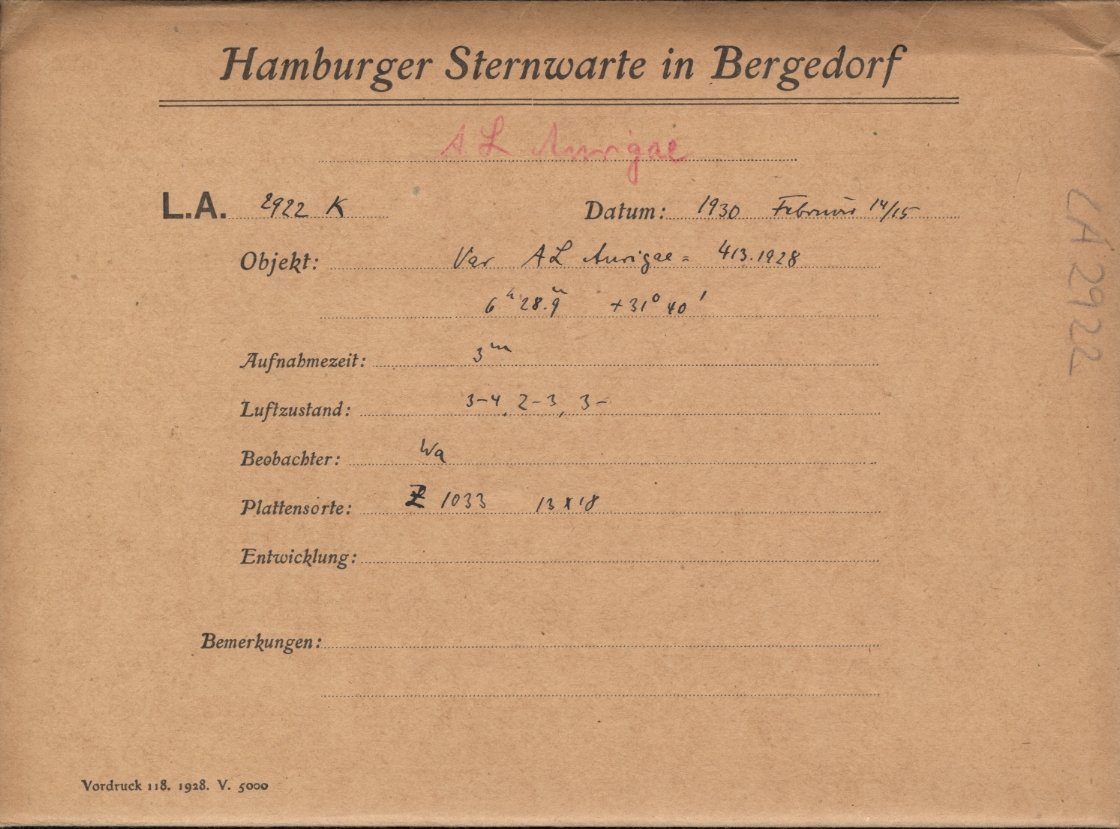 Hamburger Sternwarte in Bergedorf
AL Aurigae
L.A. 2922 K Datum: 1930 Februar 14/15
Objekt: Var AL Aurigae = 413.1928
6ʰ 28.9ᵐ +31° 40'
Aufnahmezeit: 3ᵐ
Luftzustand: 3-4, 2-3, 3-
Beobachter: Wa
Plattensorte: Z 1033 13 x 18
Entwicklung:
Bemerkungen:
Vordruck 118. 1928. V. 5000
LA 2922